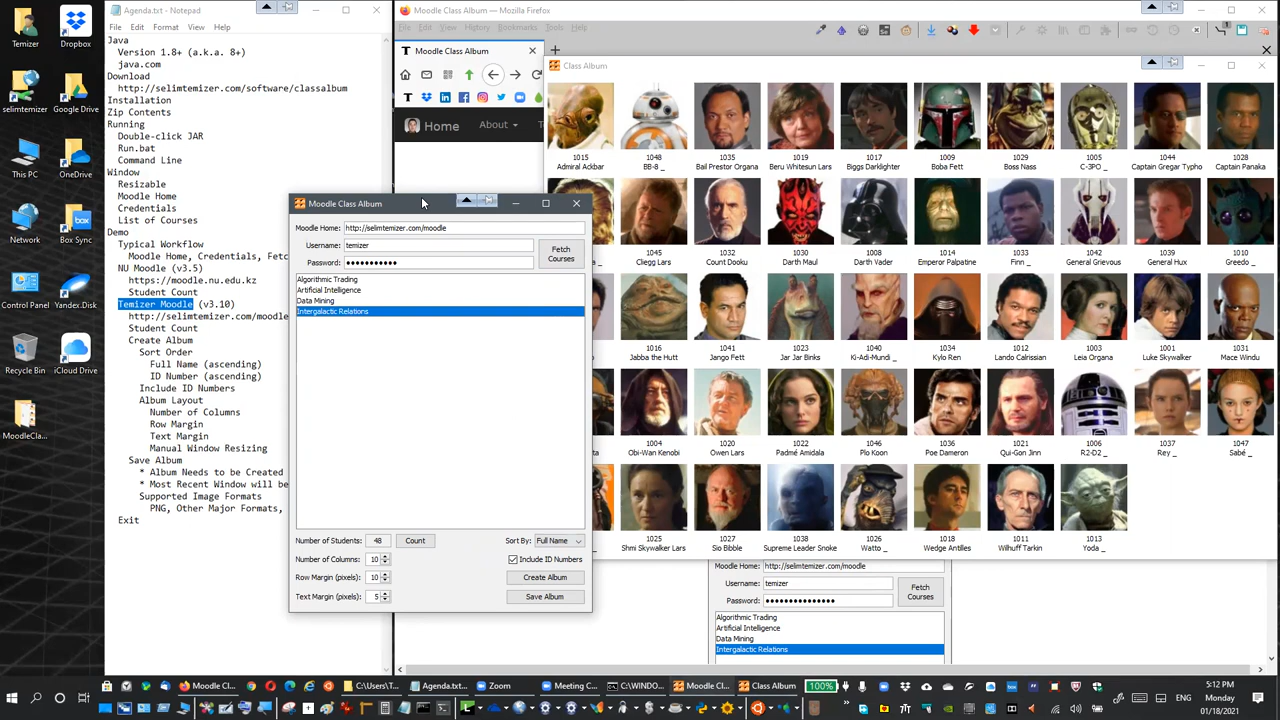 Temizer
Dropbox
selimtemizer
Google Drive
This PC
OneDrive
Network
Box Sync
Control Panel
Yandex.Disk
Recycle Bin
iCloud Drive
MoodleCla...
Agenda.txt - Notepad
File Edit Format View Help
Java
Version 1.8+ (a.k.a. 8+)
java.com
Download
http://selimtemizer.com/software/classalbum
Installation
Zip Contents
Running
Double-click JAR
Run.bat
Command Line
Window
Resizable
Moodle Home
Credentials
List of Courses
Demo
Typical Workflow
Moodle Home, Credentials, Fetc
NU Moodle (v3.5)
https://moodle.nu.edu.kz
Student Count
Temizer Moodle (v3.10)
http://selimtemizer.com/moodle
Student Count
Create Album
Sort Order
Full Name (ascending)
ID Number (ascending)
Include ID Numbers
Album Layout
Number of Columns
Row Margin
Text Margin
Manual Window Resizing
Save Album
* Album Needs to be Created
* Most Recent Window will be
Supported Image Formats
PNG, Other Major Formats,
Exit
Moodle Class Album — Mozilla Firefox
File Edit View History Bookmarks Tools Help
Moodle Class Album
Home About
Class Album
1015 1048 1035 1019 1017 1009 1029 1005 1044 1028
Admiral Ackbar BB-8 _ Bail Prestor Organa Beru Whitesun Lars Biggs Darklighter Boba Fett Boss Nass C-3PO _ Captain Gregar Typho Captain Panaka
1045 1032 1030 1008 1014 1033 1042 1039 1010
Cliegg Lars Count Dooku Darth Maul Darth Vader Emperor Palpatine Finn _ General Grievous General Hux Greedo _
1016 1041 1023 1040 1034 1012 1003 1001 1031
Jabba the Hutt Jango Fett Jar Jar Binks Ki-Adi-Mundi _ Kylo Ren Lando Calrissian Leia Organa Luke Skywalker Mace Windu
1004 1020 1022 1046 1036 1021 1006 1037 1047
Obi-Wan Kenobi Owen Lars Padmé Amidala Plo Koon Poe Dameron Qui-Gon Jinn R2-D2 _ Rey _ Sabé _
1025 1027 1038 1026 1018 1011 1013
Shmi Skywalker Lars Sio Bibble Supreme Leader Snoke Watto _ Wedge Antilles Wilhuff Tarkin Yoda _
Moodle Class Album
Moodle Home: http://selimtemizer.com/moodle
Username: temizer
Password:
Fetch
Courses
Algorithmic Trading
Artificial Intelligence
Data Mining
Intergalactic Relations
Number of Students: 48 Count Sort By: Full Name
Number of Columns: 10 Include ID Numbers
Row Margin (pixels): 10 Create Album
Text Margin (pixels): 5 Save Album
Moodle Home: http://selimtemizer.com/moodle
Username: temizer
Password:
Fetch
Courses
Algorithmic Trading
Artificial Intelligence
Data Mining
Intergalactic Relations
Moodle Cl... C:\Users\T... Agenda.txt... Zoom Meeting C... C:\WINDO... Moodle Cl... Class Album 100%
5:12 PM
ENG Monday
01/18/2021